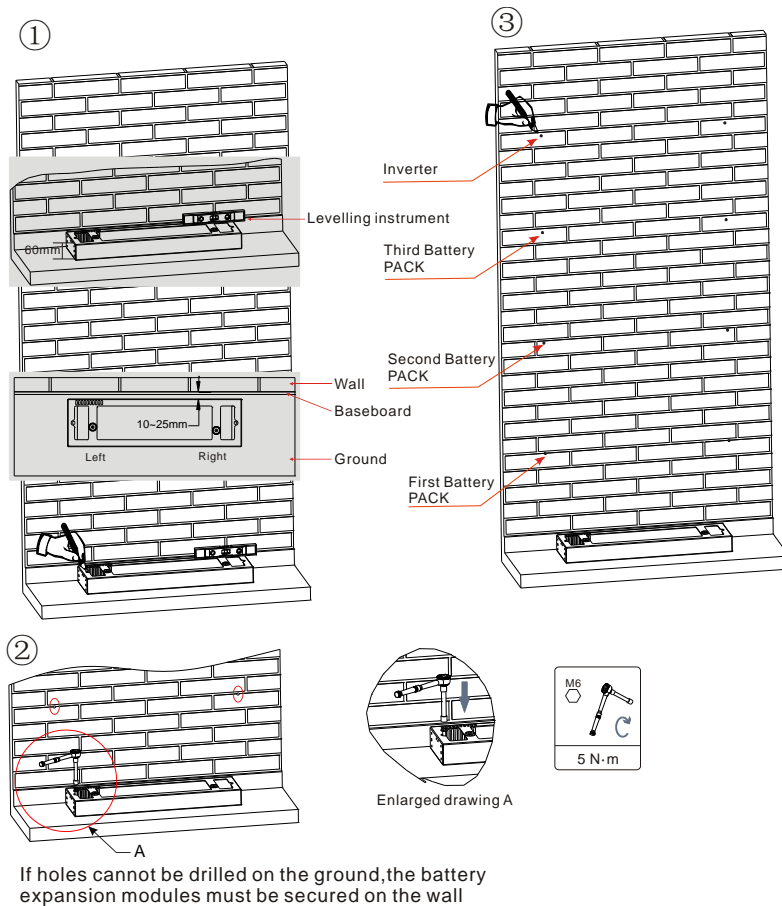 ①
Levelling instrument
60mm
Wall
Baseboard
10~25mm
Left
Right
Ground
②
A
Enlarged drawing A
M6
5 N·m
If holes cannot be drilled on the ground,the battery
expansion modules must be secured on the wall
③
Inverter
Third Battery
PACK
Second Battery
PACK
First Battery
PACK